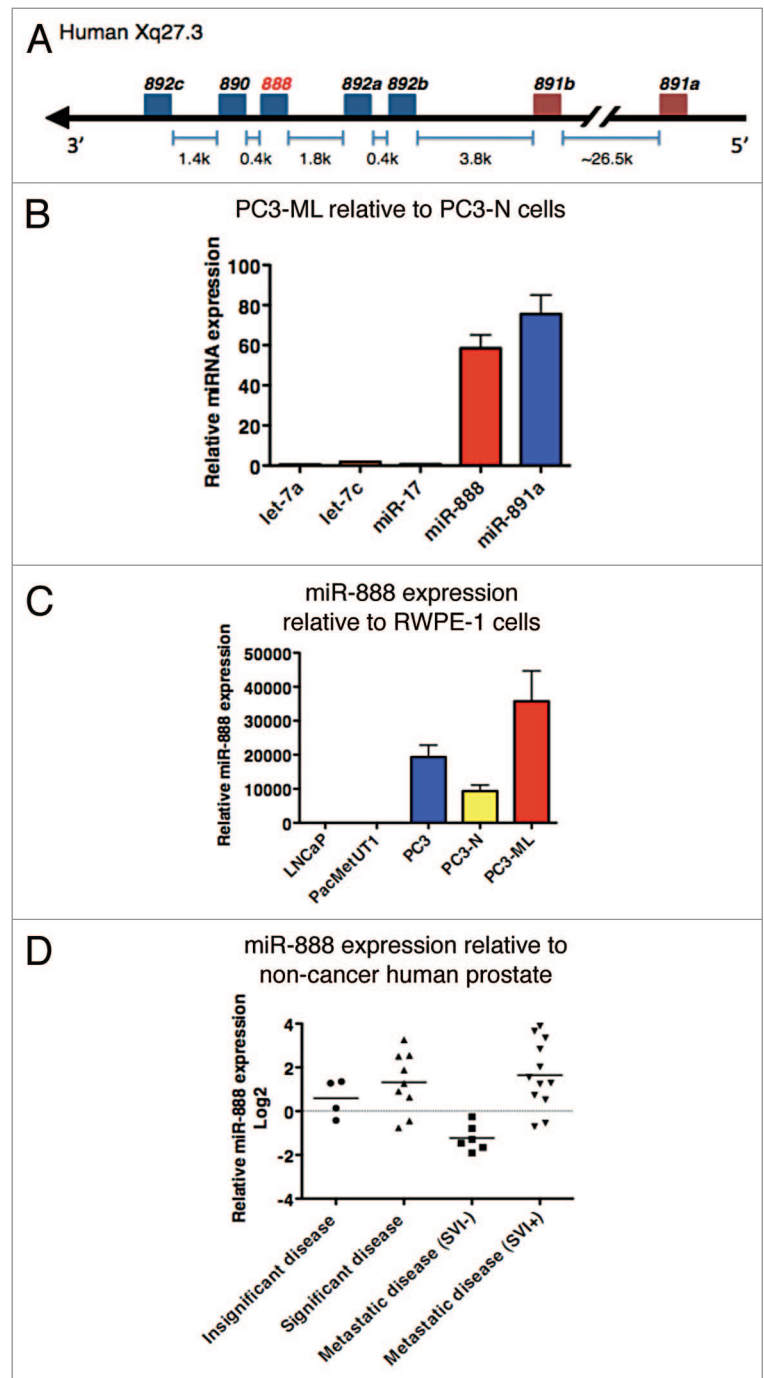 A Human Xq27.3
892c 890 888 892a 892b 891b 891a
3’ 5’
1.4k 0.4k 1.8k 0.4k 3.8k ~26.5k
B
PC3-ML relative to PC3-N cells
Relative miRNA expression
100
80
60
40
20
0
let-7a let-7c miR-17 miR-888 miR-891a
C
miR-888 expression
relative to RWPE-1 cells
Relative miR-888 expression
50000
40000
30000
20000
10000
0
LNCaP PacMetUT1 PC3 PC3-N PC3-ML
D
miR-888 expression relative to
non-cancer human prostate
Relative miR-888 expression
Log2
4
2
0
-2
-4
Insignificant disease
Significant disease
Metastatic disease (SVI-)
Metastatic disease (SVI+)